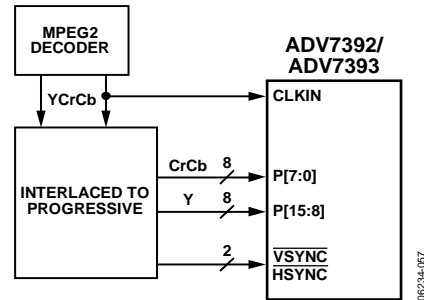 MPEG2
DECODER
YCrCb
ADV7392/
ADV7393
CLKIN
INTERLACED TO
PROGRESSIVE
CrCb 8
P[7:0]
Y 8
P[15:8]
2
VSYNC
HSYNC
06234-057